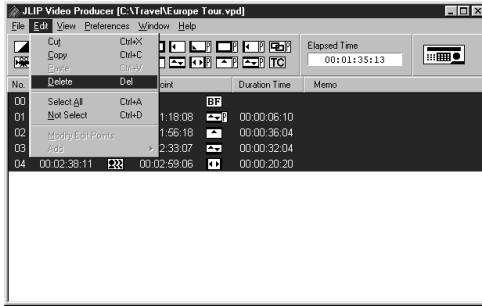 JLIP Video Producer [C:\Travel\Europe Tour.vpd]
File Edit View Preferences Window Help
Cut Ctrl+X
Copy Ctrl+C
Paste Ctrl+V
Delete Del
Select All Ctrl+A
Not Select Ctrl+D
Modify Edit Points
Add
P P P P
P P TC
Elapsed Time
00:01:35:13
No. oint Duration Time Memo
00 BF
01 1:18:08 P 00:00:06:10
02 1:56:18 00:00:36:04
03 2:33:07 00:00:32:04
04 00:02:38:11 00:02:59:06 00:00:20:20